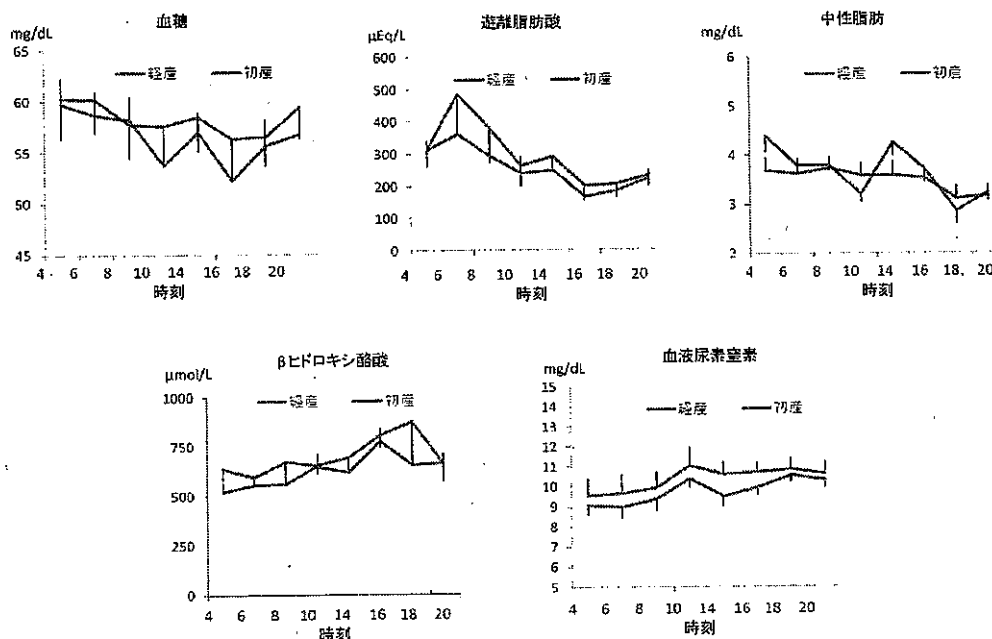 血糖
mg/dL
65
60
55
50
45
経産 初産
4 6 8 10 14 16 18 20
時刻
遊離脂肪酸
μEq/L
600
500
400
300
200
100
0
経産 初産
4 6 8 10 14 16 18 20
時刻
中性脂肪
mg/dL
6
5
4
3
2
経産 初産
4 6 8 10 14 16 18 20
時刻
βヒドロキシ酪酸
μmol/L
1000
750
500
250
0
経産 初産
4 6 8 10 14 16 18 20
時刻
血液尿素窒素
mg/dL
15
14
13
12
11
10
9
8
7
6
5
経産 初産
4 6 8 10 14 16 18 20
時刻